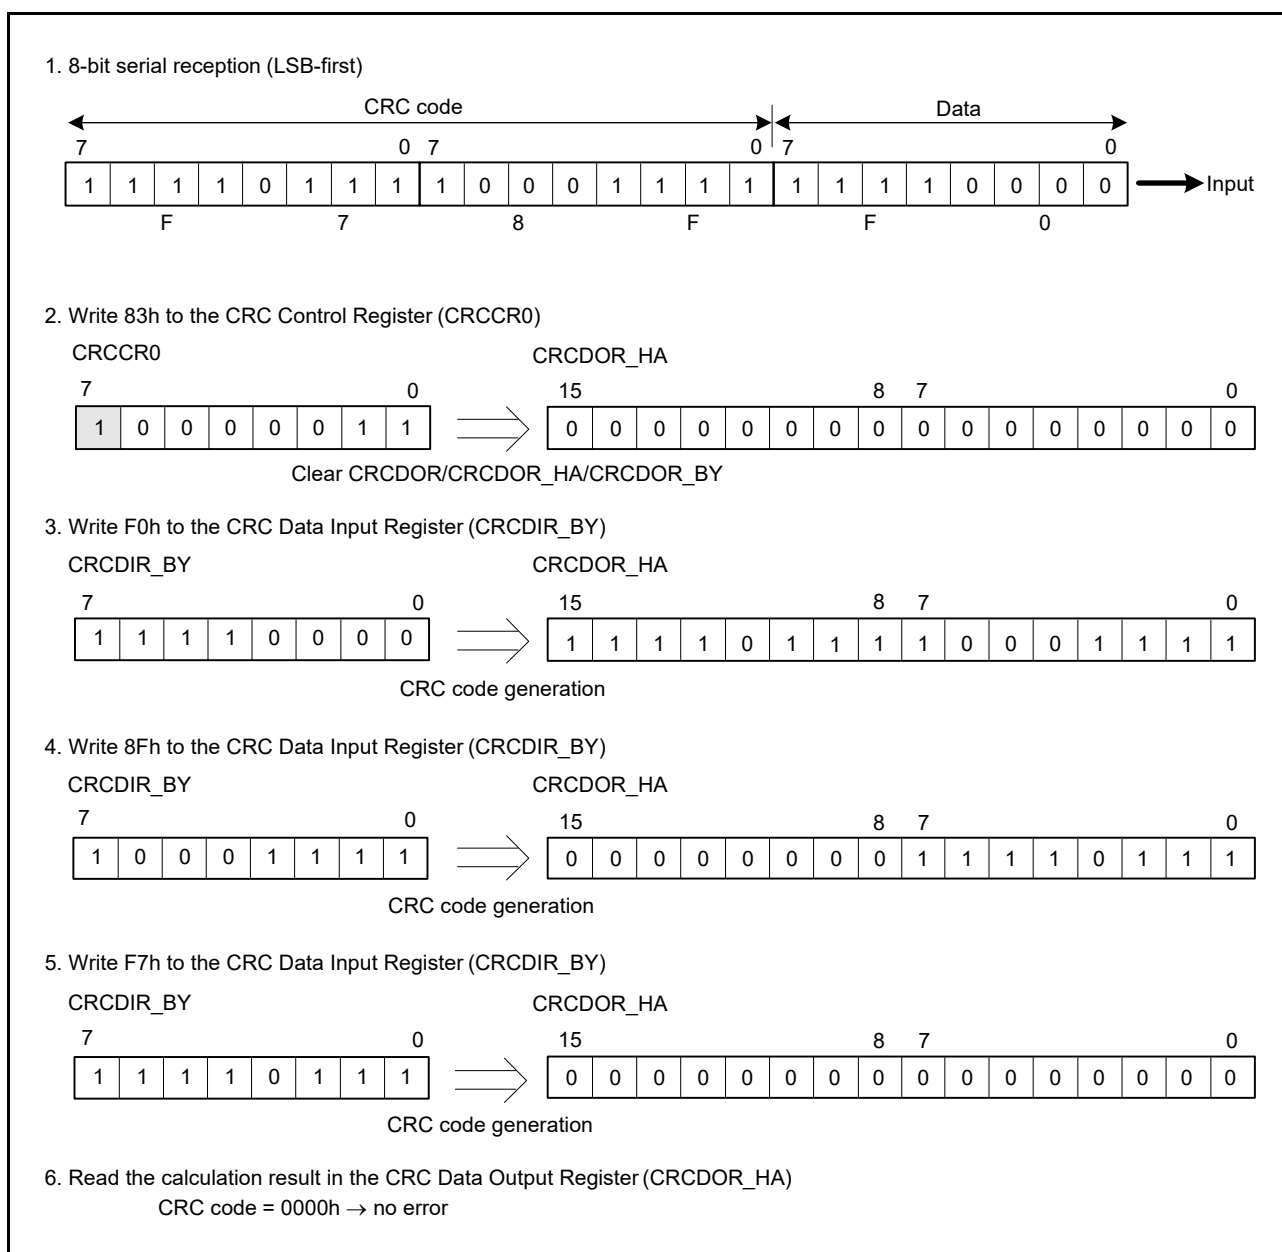 1. 8-bit serial reception (LSB-first)
CRC code Data
7 0 7 0 7 0
1 1 1 1 0 1 1 1 1 0 0 0 1 1 1 1 1 1 1 1 0 0 0 0 Input
F 7 8 F F 0
2. Write 83h to the CRC Control Register (CRCCR0)
CRCCR0 CRCDOR_HA
7 0 15 8 7 0
1 0 0 0 0 0 1 1 0 0 0 0 0 0 0 0 0 0 0 0 0 0 0 0
Clear CRCDOR/CRCDOR_HA/CRCDOR_BY
3. Write F0h to the CRC Data Input Register (CRCDIR_BY)
CRCDIR_BY CRCDOR_HA
7 0 15 8 7 0
1 1 1 1 0 0 0 0 1 1 1 1 0 1 1 1 1 0 0 0 1 1 1 1
CRC code generation
4. Write 8Fh to the CRC Data Input Register (CRCDIR_BY)
CRCDIR_BY CRCDOR_HA
7 0 15 8 7 0
1 0 0 0 1 1 1 1 0 0 0 0 0 0 0 0 1 1 1 1 0 1 1 1
CRC code generation
5. Write F7h to the CRC Data Input Register (CRCDIR_BY)
CRCDIR_BY CRCDOR_HA
7 0 15 8 7 0
1 1 1 1 0 1 1 1 0 0 0 0 0 0 0 0 0 0 0 0 0 0 0 0
CRC code generation
6. Read the calculation result in the CRC Data Output Register (CRCDOR_HA)
CRC code = 0000h → no error